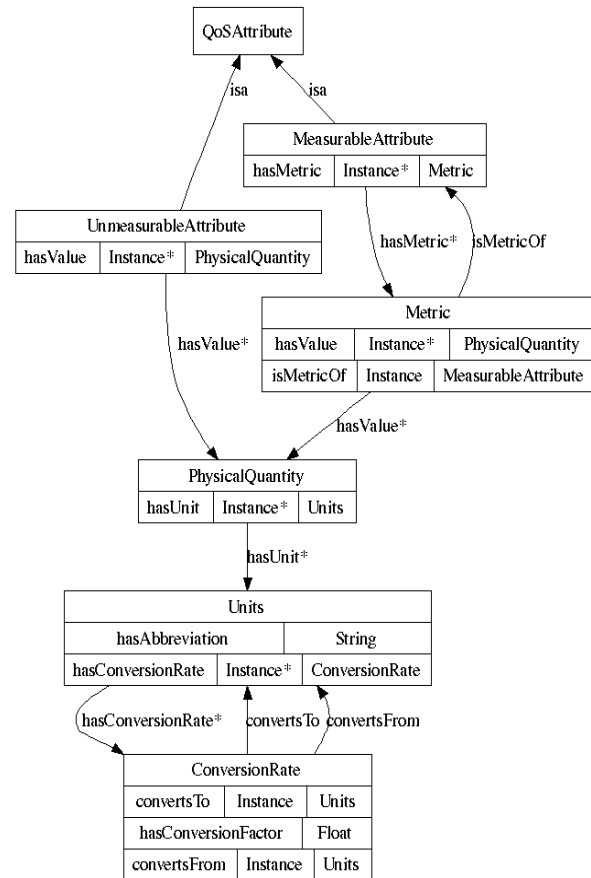 QoSAttribute
isa
isa
MeasurableAttribute
hasMetric Instance* Metric
UnmeasurableAttribute
hasValue Instance* PhysicalQuantity
hasMetric*
isMetricOf
Metric
hasValue Instance* PhysicalQuantity
isMetricOf Instance MeasurableAttribute
hasValue*
hasValue*
PhysicalQuantity
hasUnit Instance* Units
hasUnit*
Units
hasAbbreviation String
hasConversionRate Instance* ConversionRate
hasConversionRate*
convertsTo
convertsFrom
ConversionRate
convertsTo Instance Units
hasConversionFactor Float
convertsFrom Instance Units